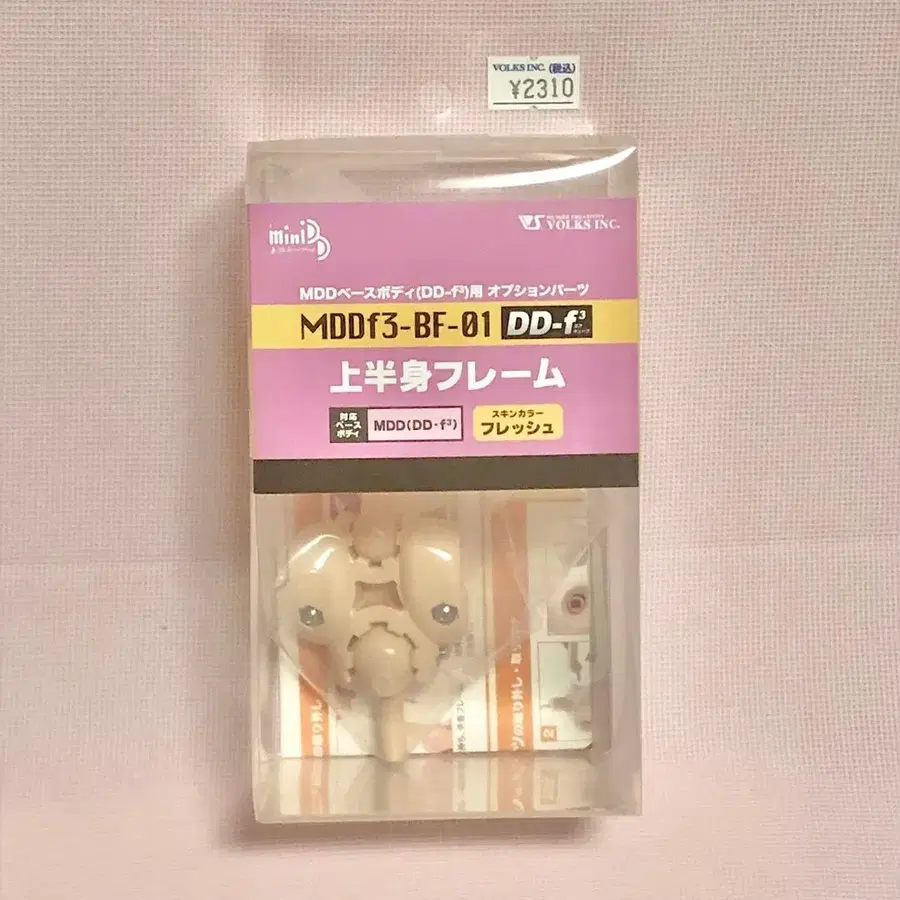 VOLKS INC. (税込)
¥2310
mini DD
VOLKS INC.
MDDベースボディ(DD-f³)用 オプションパーツ
MDDf3-BF-01 DD-f³
上半身フレーム
対応
ベース
ボディ
MDD(DD-f³)
スキンカラー
フレッシュ
2